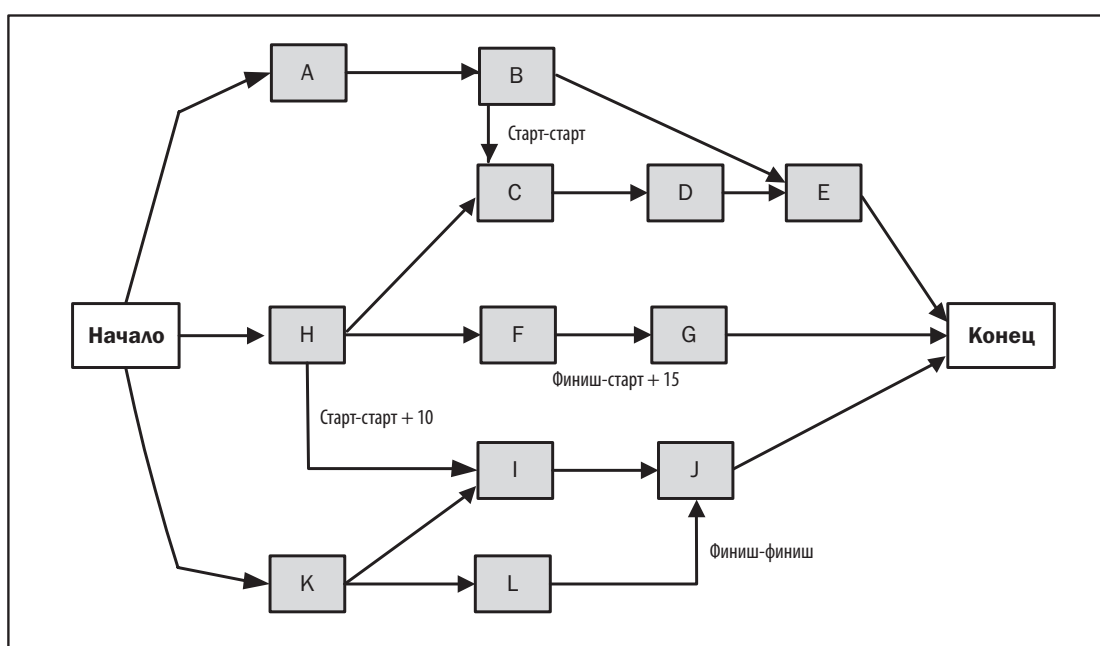 A
B
Старт-старт
C
D
E
Начало
H
F
G
Конец
Финиш-старт + 15
Старт-старт + 10
I
J
Финиш-финиш
K
L